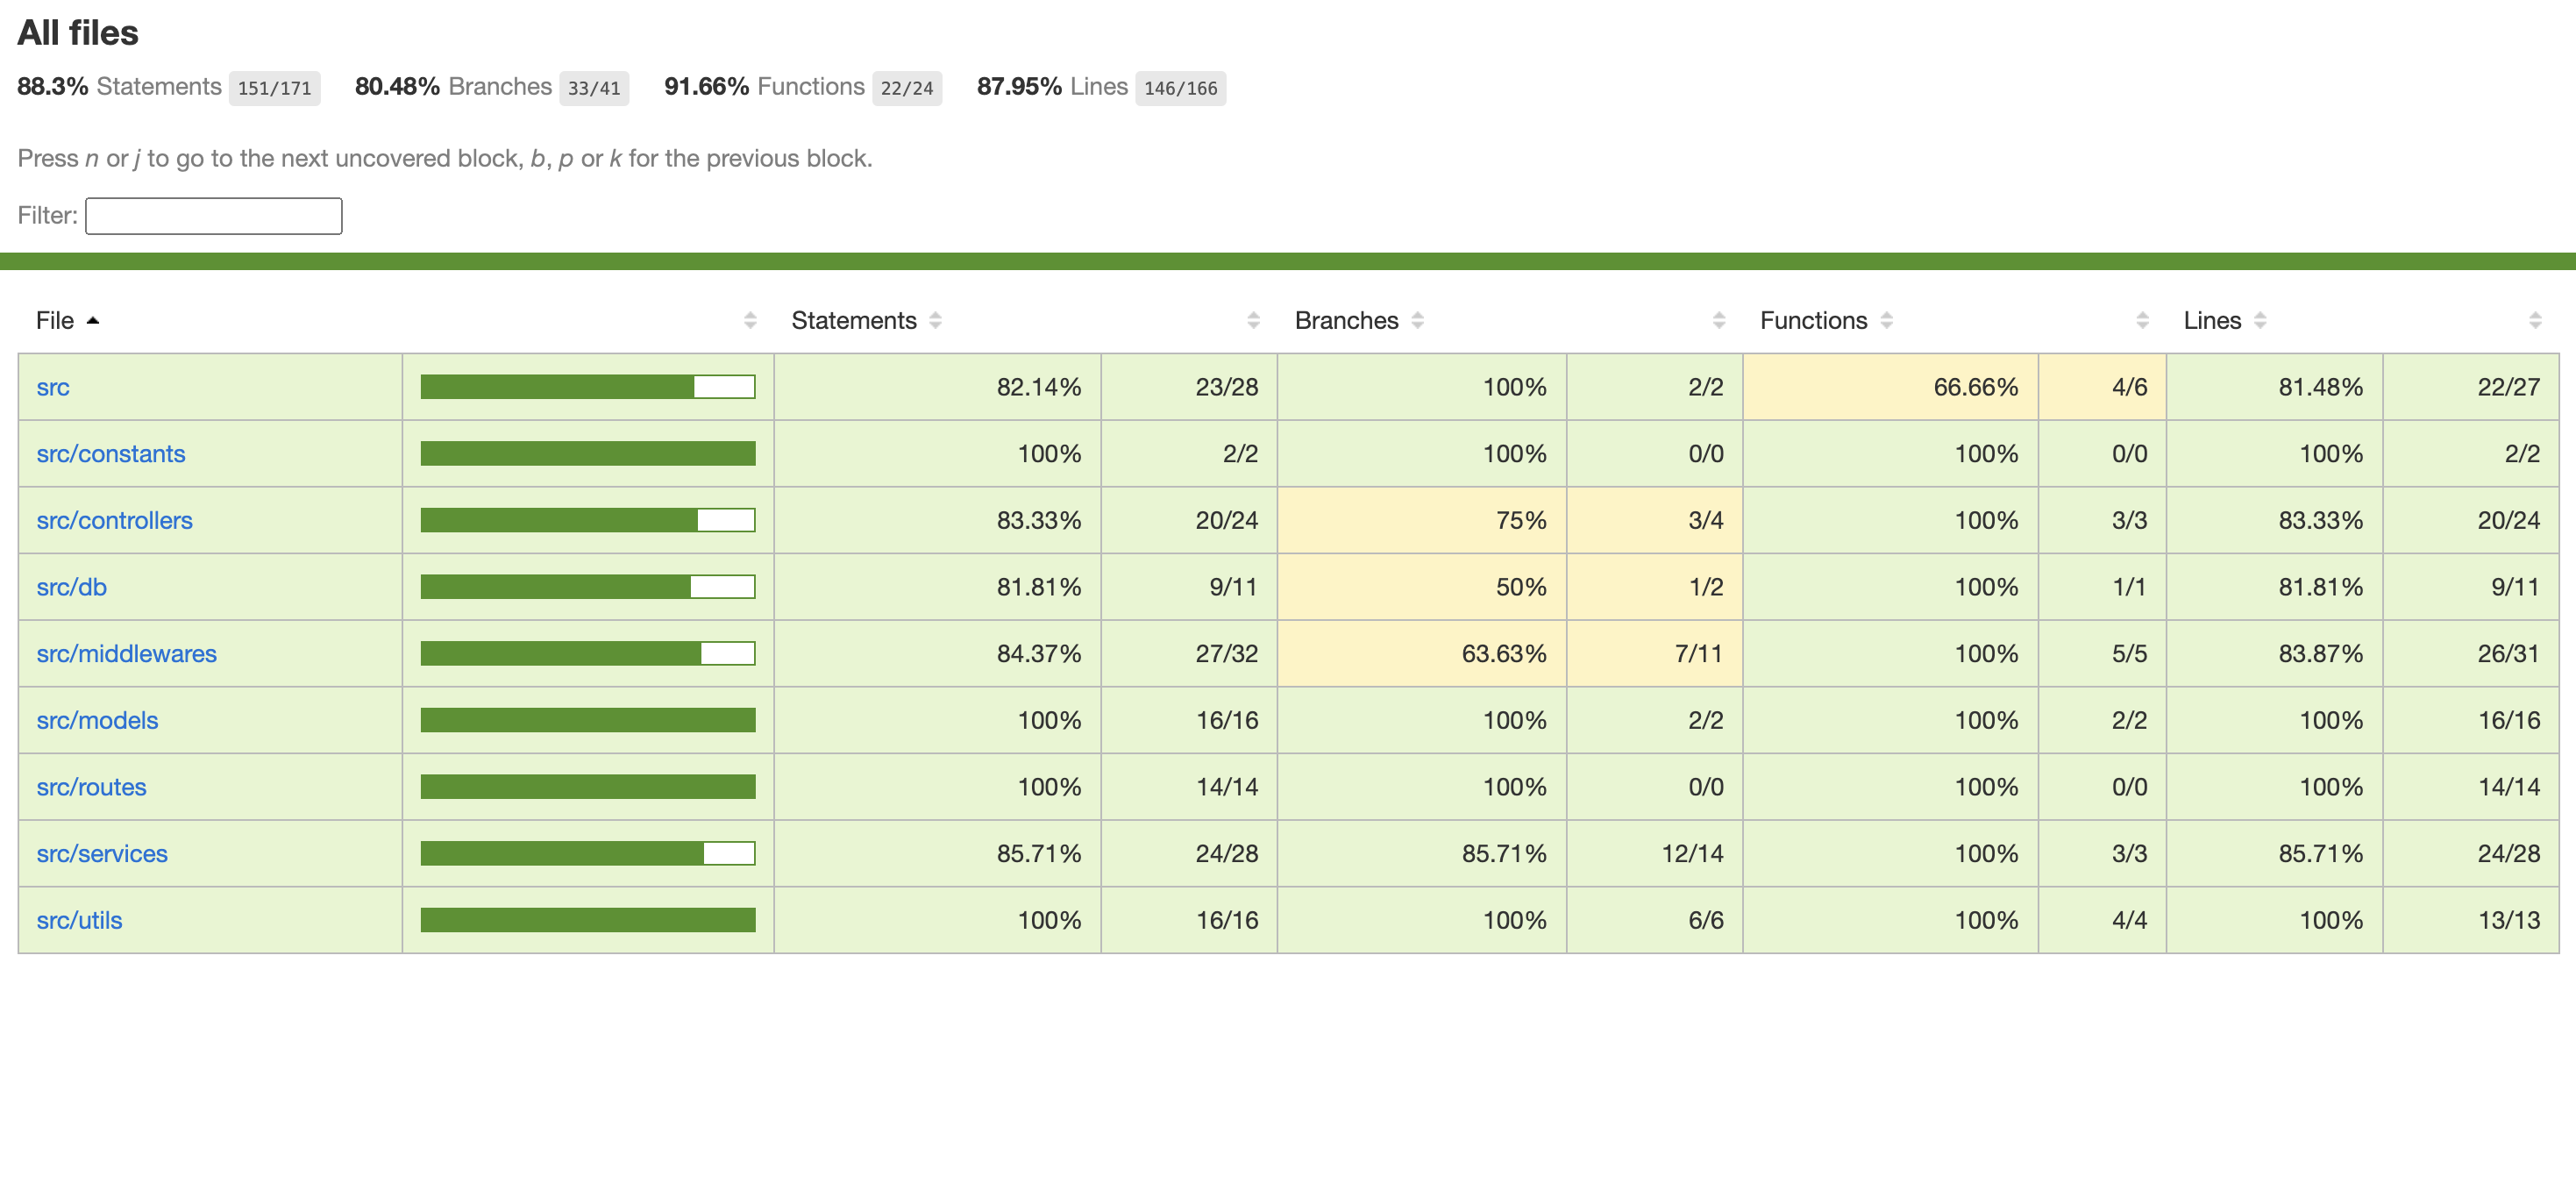 All files
88.3% Statements 151/171 80.48% Branches 33/41 91.66% Functions 22/24 87.95% Lines 146/166
Press n or j to go to the next uncovered block, b, p or k for the previous block.
Filter:
File Statements Branches Functions Lines
src 82.14% 23/28 100% 2/2 66.66% 4/6 81.48% 22/27
src/constants 100% 2/2 100% 0/0 100% 0/0 100% 2/2
src/controllers 83.33% 20/24 75% 3/4 100% 3/3 83.33% 20/24
src/db 81.81% 9/11 50% 1/2 100% 1/1 81.81% 9/11
src/middlewares 84.37% 27/32 63.63% 7/11 100% 5/5 83.87% 26/31
src/models 100% 16/16 100% 2/2 100% 2/2 100% 16/16
src/routes 100% 14/14 100% 0/0 100% 0/0 100% 14/14
src/services 85.71% 24/28 85.71% 12/14 100% 3/3 85.71% 24/28
src/utils 100% 16/16 100% 6/6 100% 4/4 100% 13/13